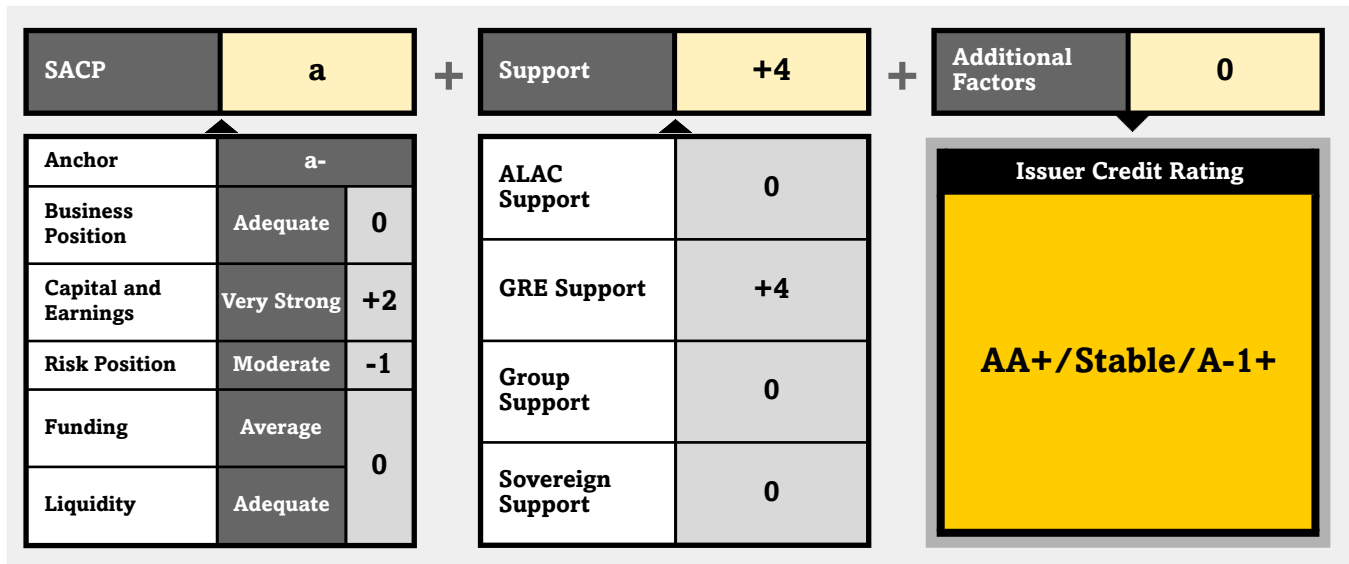 SACP a + Support +4 + Additional Factors 0
Anchor a-
Business Position Adequate 0
Capital and Earnings Very Strong +2
Risk Position Moderate -1
Funding Average 0
Liquidity Adequate
ALAC Support 0
GRE Support +4
Group Support 0
Sovereign Support 0
Issuer Credit Rating
AA+/Stable/A-1+